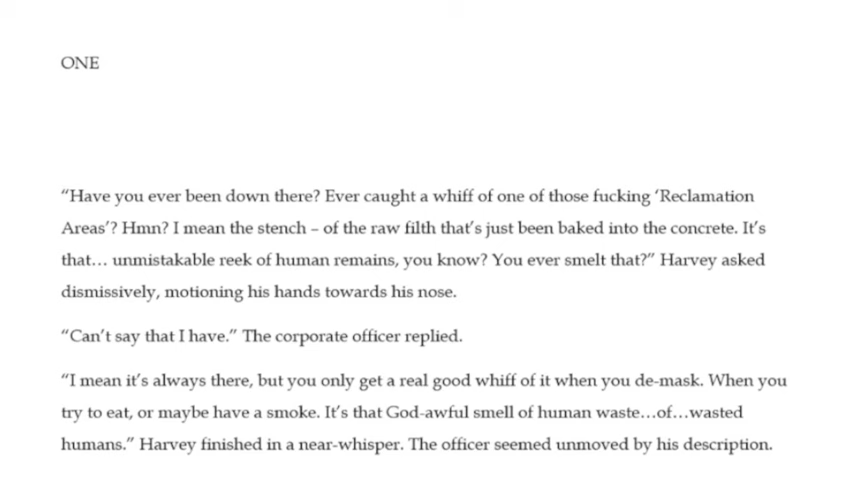 ONE
“Have you ever been down there? Ever caught a whiff of one of those fucking ‘Reclamation
Areas’? Hmn? I mean the stench – of the raw filth that’s just been baked into the concrete. It’s
that… unmistakable reek of human remains, you know? You ever smelt that?” Harvey asked
dismissively, motioning his hands towards his nose.
“Can’t say that I have.” The corporate officer replied.
“I mean it’s always there, but you only get a real good whiff of it when you de-mask. When you
try to eat, or maybe have a smoke. It’s that God-awful smell of human waste…of…wasted
humans.” Harvey finished in a near-whisper. The officer seemed unmoved by his description.